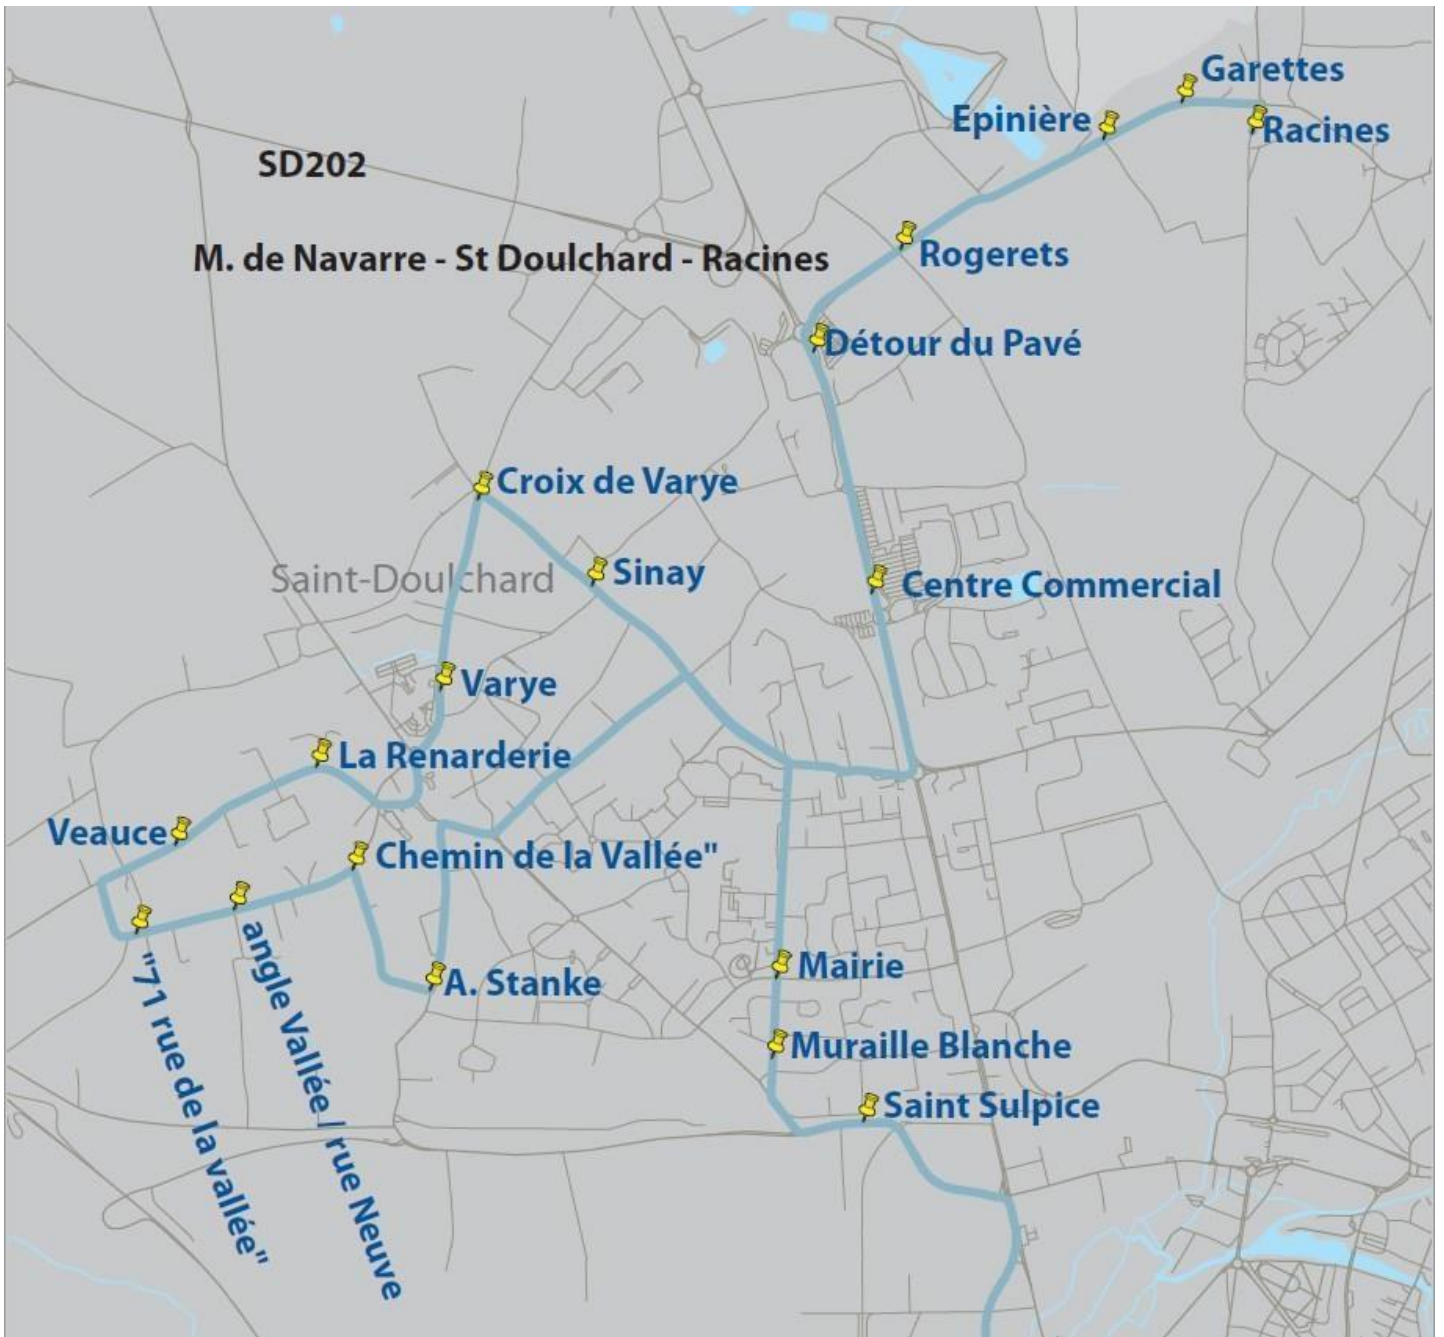 Garettes
Epinière
Racines
SD202
Rogerets
M. de Navarre - St Doulchard - Racines
Détour du Pavé
Croix de Varye
Sinay
Saint-Doulchard
Centre Commercial
Varye
La Renarderie
Veauce
Chemin de la Vallée"
A. Stanke
Mairie
Muraille Blanche
Saint Sulpice
"71 rue de la vallée"
angle Vallée / rue Neuve